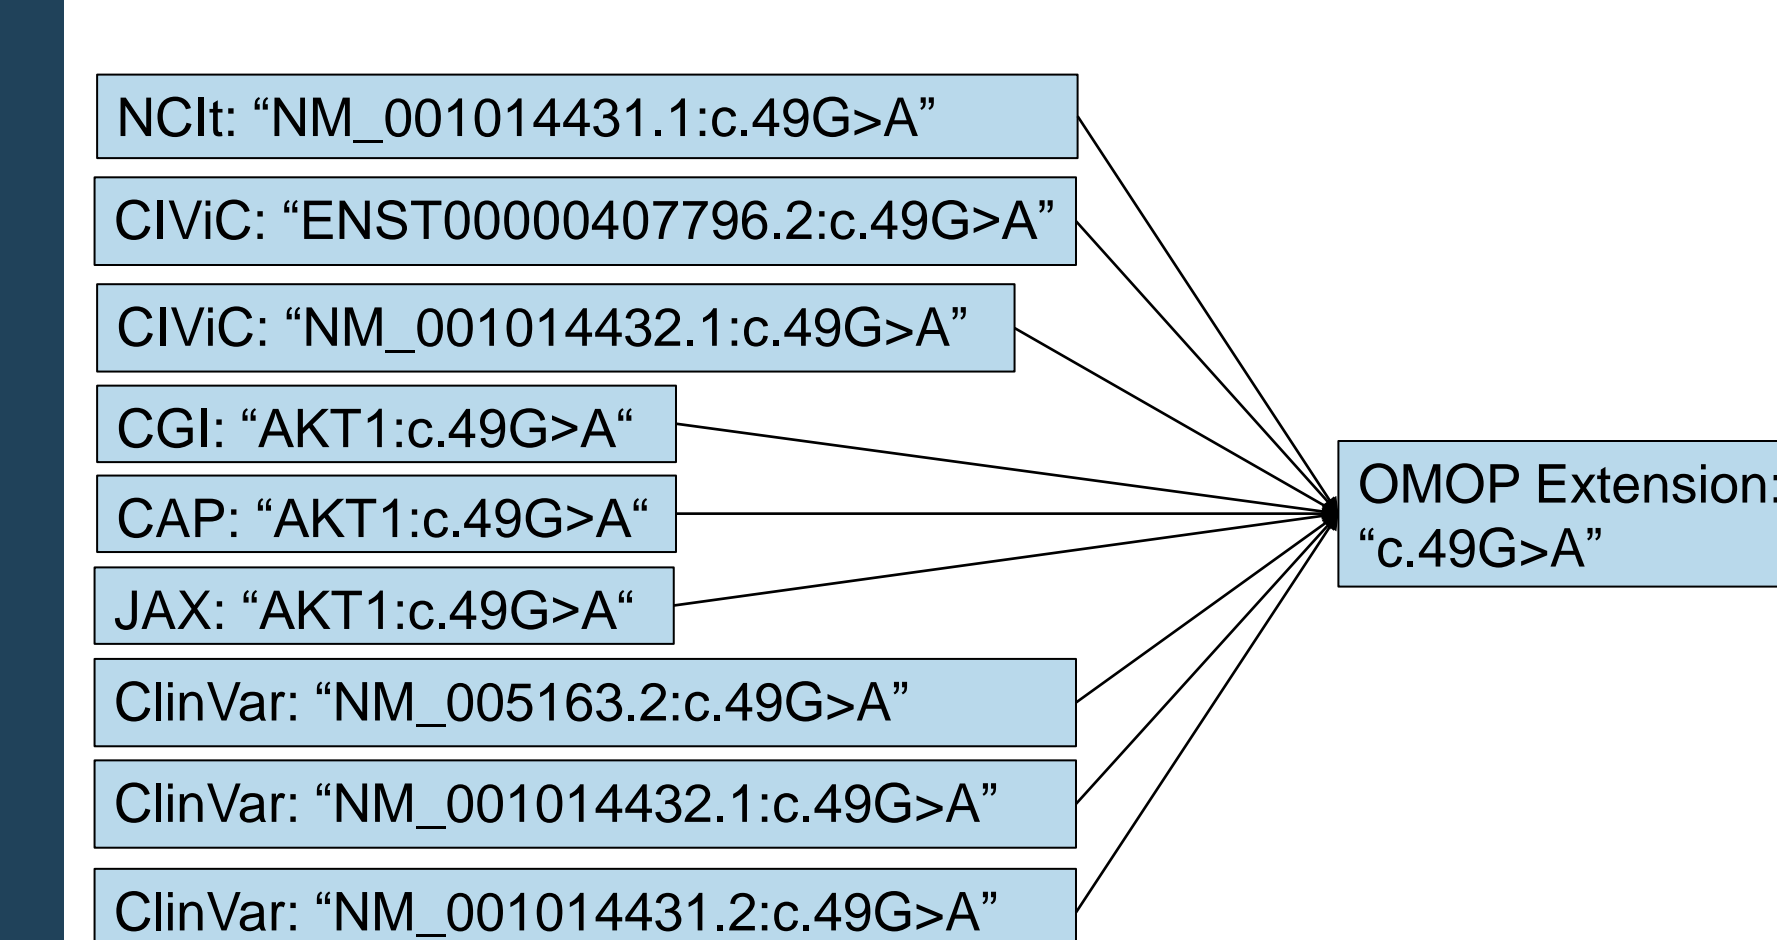 NCIt: “NM_001014431.1:c.49G>A”
CIViC: “ENST00000407796.2:c.49G>A”
CIViC: “NM_001014432.1:c.49G>A”
CGI: “AKT1:c.49G>A“
CAP: “AKT1:c.49G>A“
JAX: “AKT1:c.49G>A“
ClinVar: “NM_005163.2:c.49G>A”
ClinVar: “NM_001014432.1:c.49G>A”
ClinVar: “NM_001014431.2:c.49G>A”
OMOP Extension:
“c.49G>A”